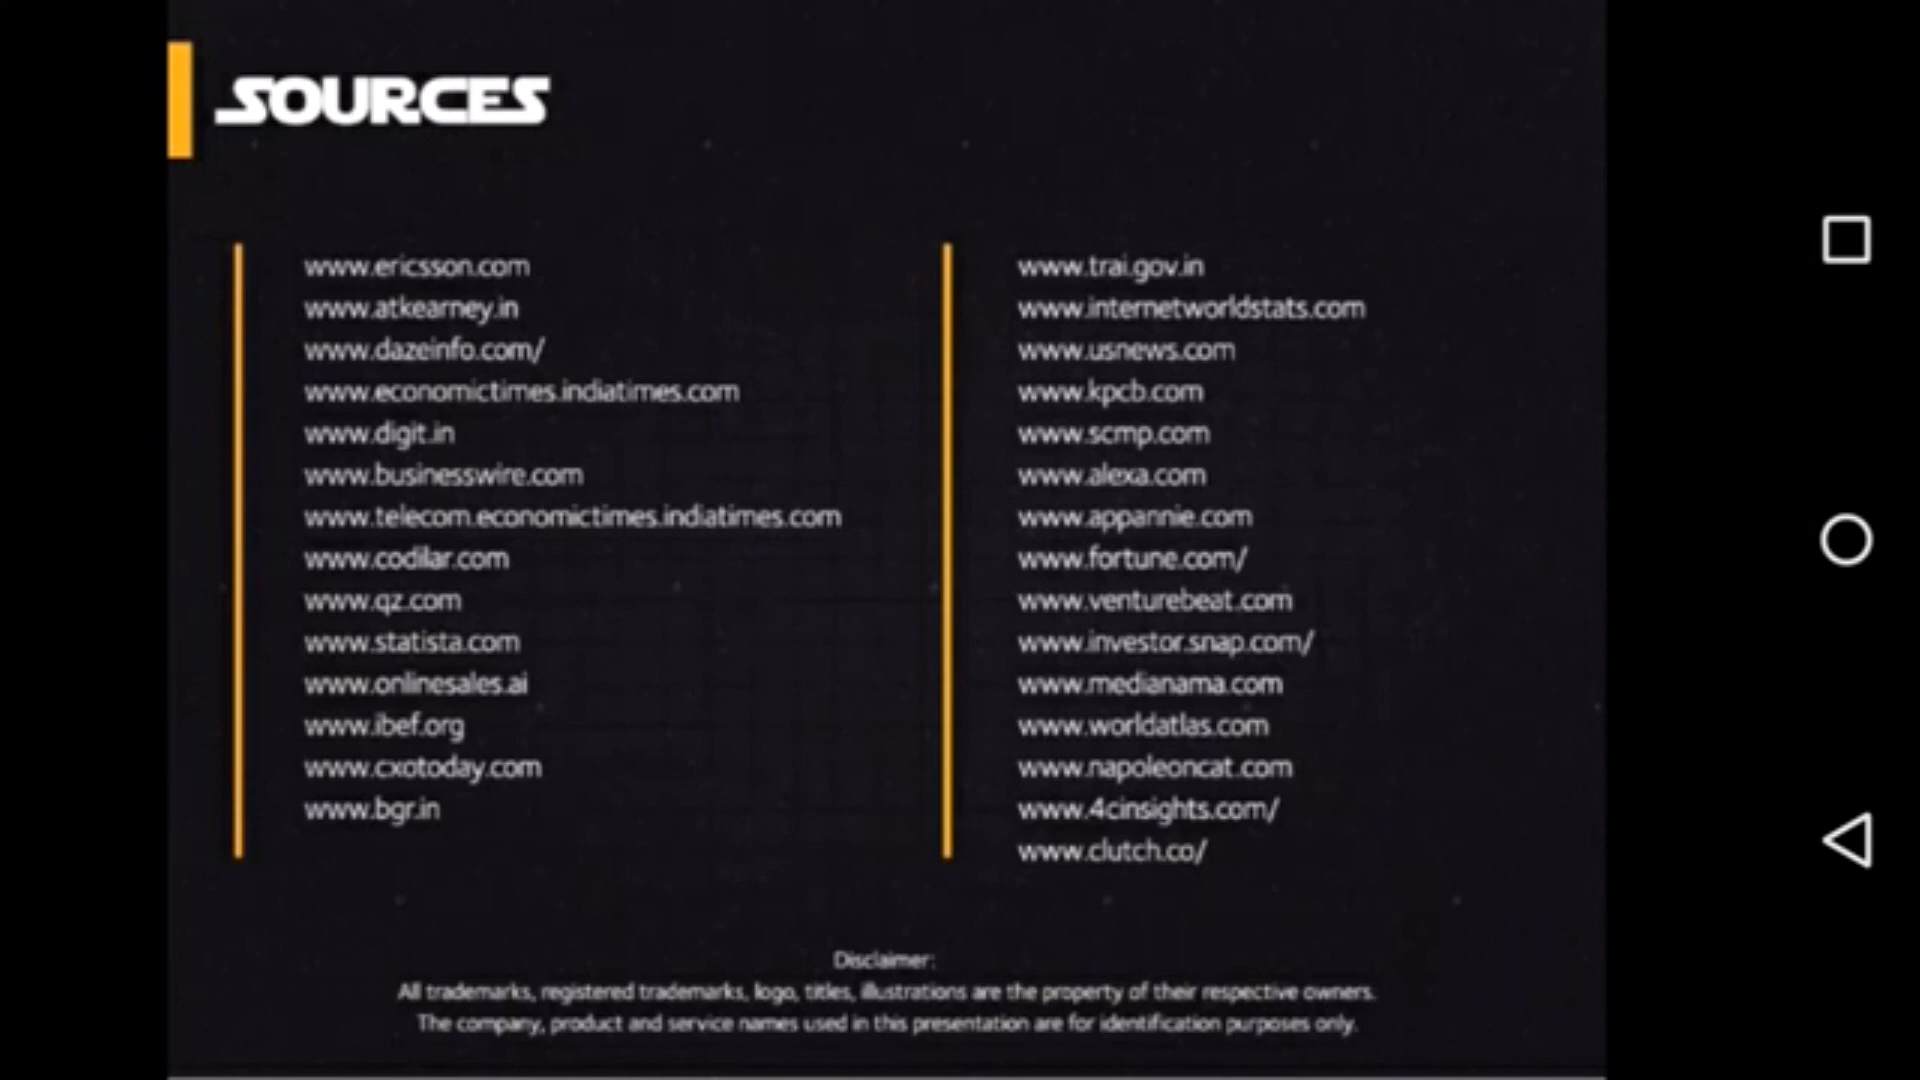 SOURCES
www.ericsson.com
www.atkearney.in
www.dazeinfo.com/
www.economictimes.indiatimes.com
www.digit.in
www.businesswire.com
www.telecom.economictimes.indiatimes.com
www.codilar.com
www.qz.com
www.statista.com
www.onlinesales.ai
www.ibef.org
www.cxotoday.com
www.bgr.in
www.trai.gov.in
www.internetworldstats.com
www.usnews.com
www.kpcb.com
www.scmp.com
www.alexa.com
www.appannie.com
www.fortune.com/
www.venturebeat.com
www.investor.snap.com/
www.medianama.com
www.worldatlas.com
www.napoleoncat.com
www.4cinsights.com/
www.clutch.co/
Disclaimer:
All trademarks, registered trademarks, logo, titles, illustrations are the property of their respective owners.
The company, product and service names used in this presentation are for identification purposes only.